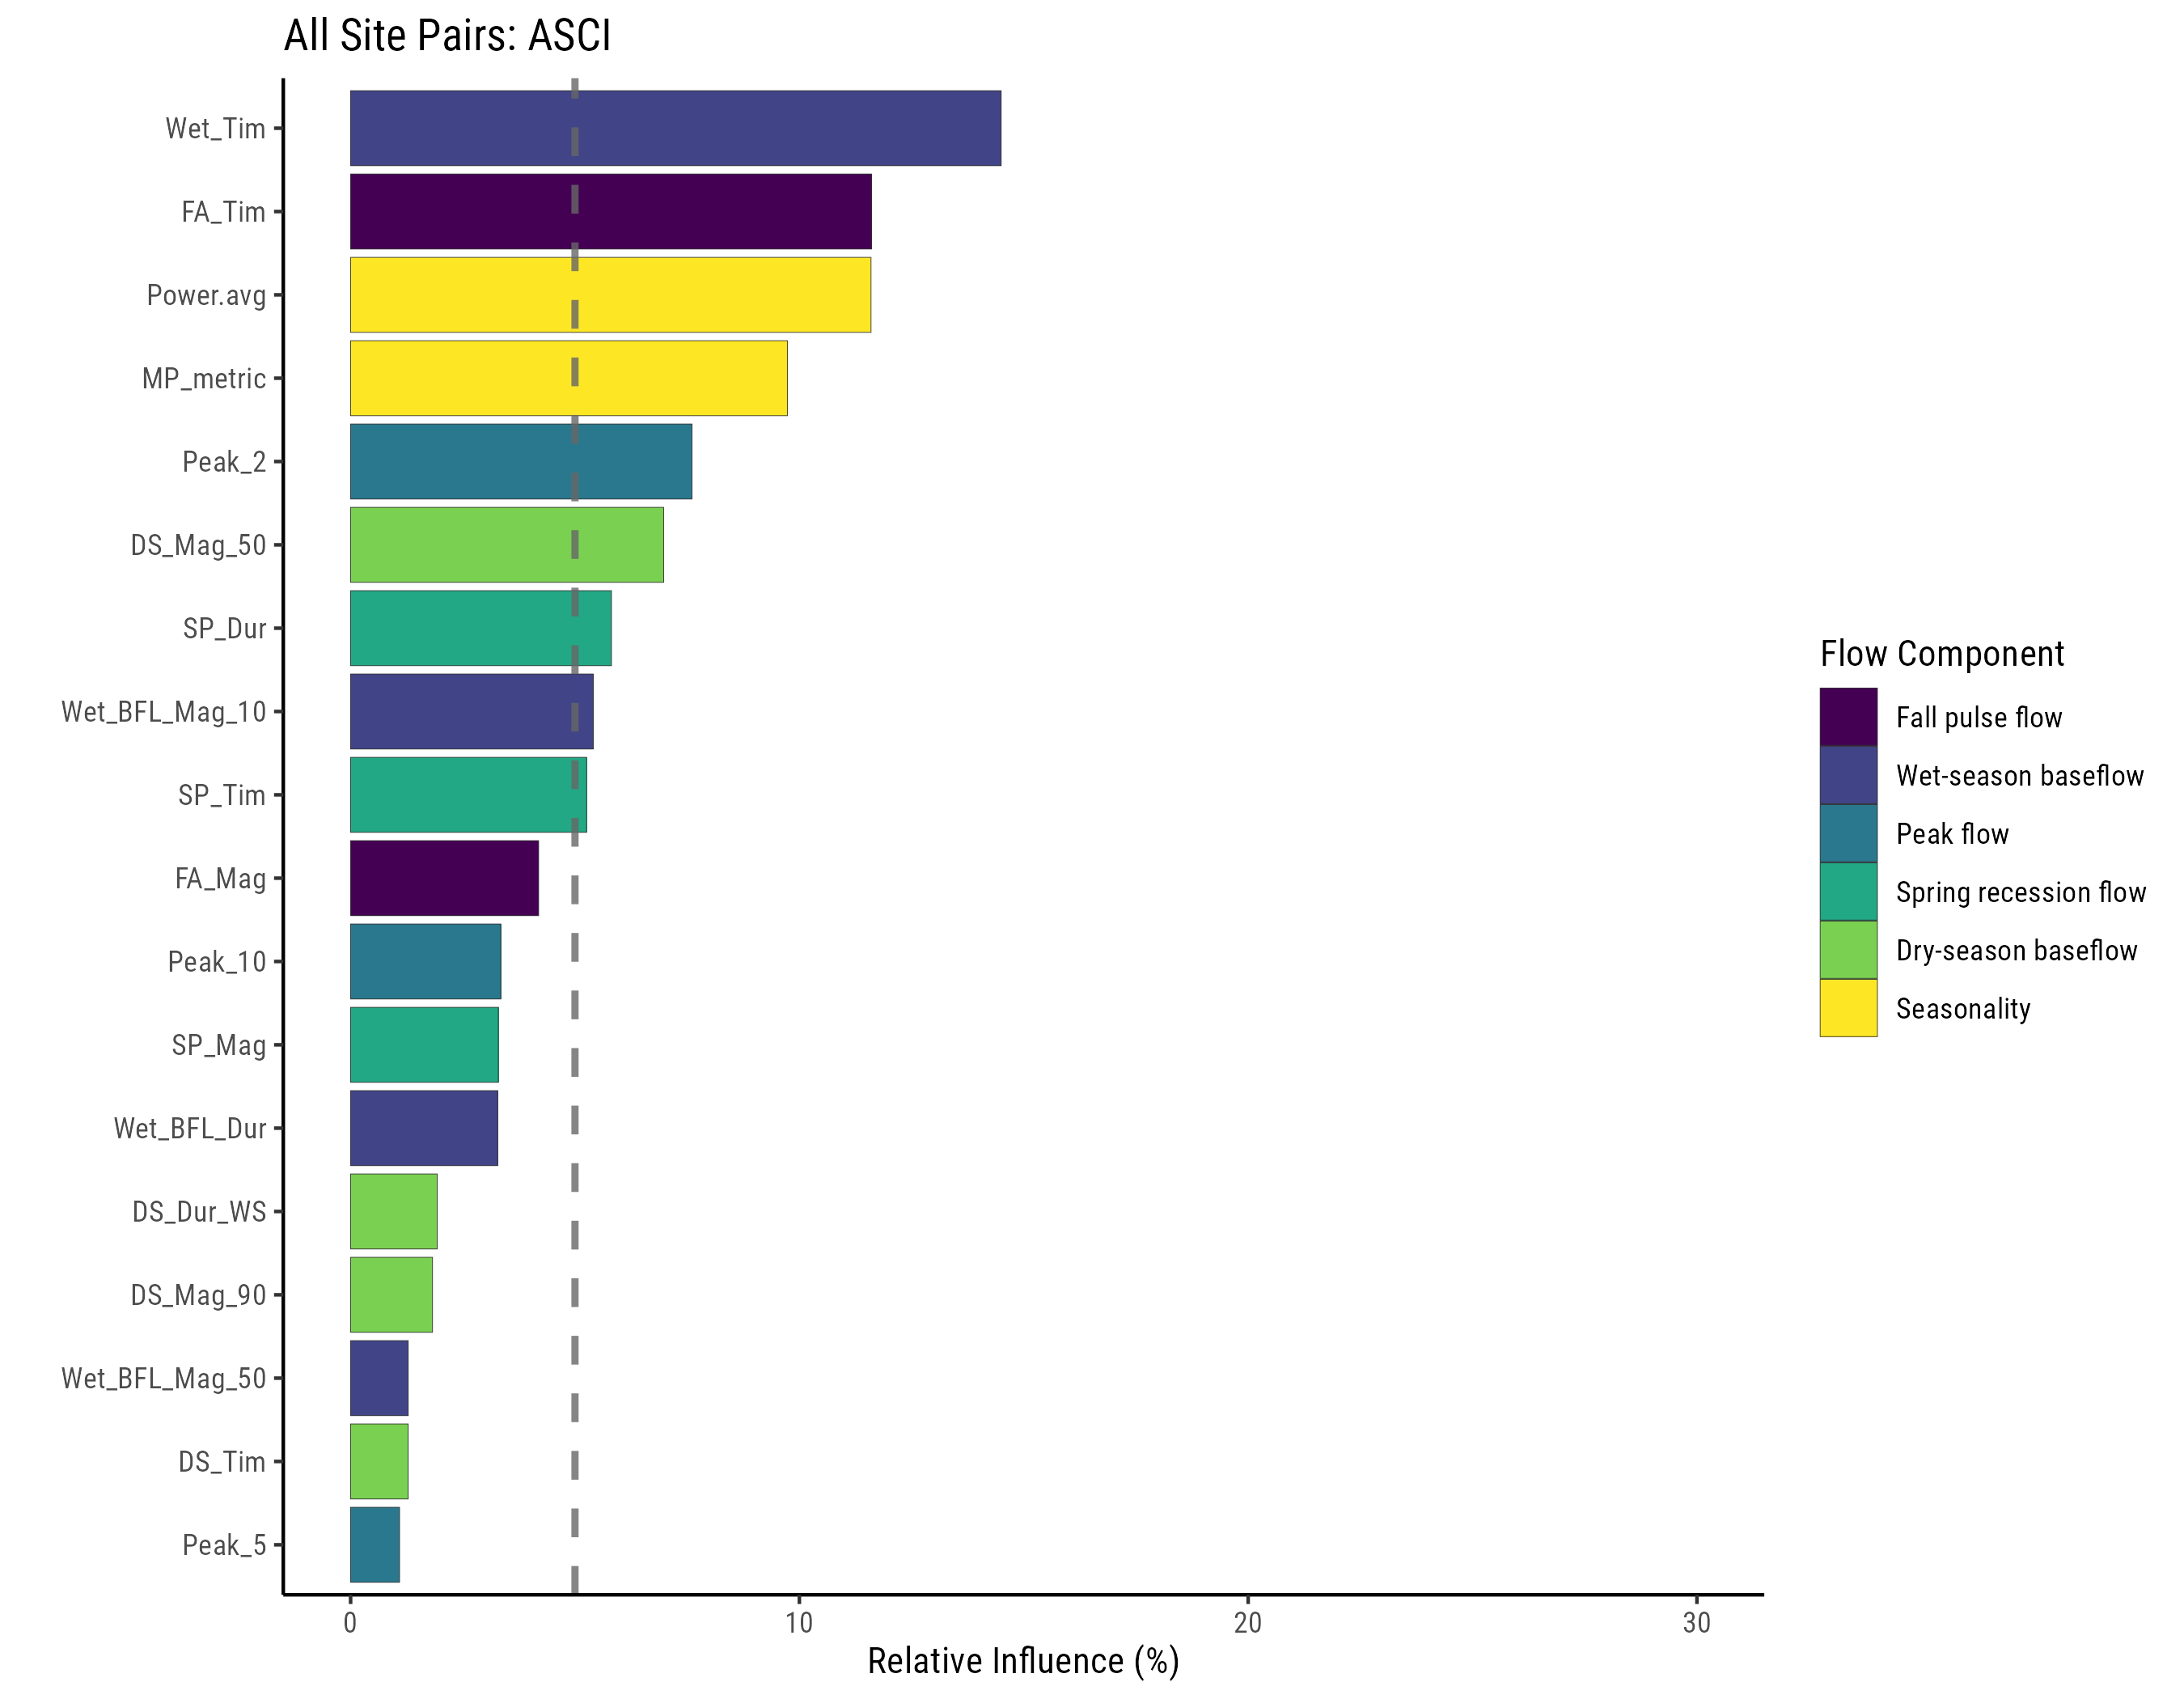 All Site Pairs: ASCI
Wet_Tim
FA_Tim
Power.avg
MP_metric
Peak_2
DS_Mag_50
SP_Dur
Wet_BFL_Mag_10
SP_Tim
FA_Mag
Peak_10
SP_Mag
Wet_BFL_Dur
DS_Dur_WS
DS_Mag_90
Wet_BFL_Mag_50
DS_Tim
Peak_5
0 10 20 30
Relative Influence (%)
Flow Component
Fall pulse flow
Wet-season baseflow
Peak flow
Spring recession flow
Dry-season baseflow
Seasonality